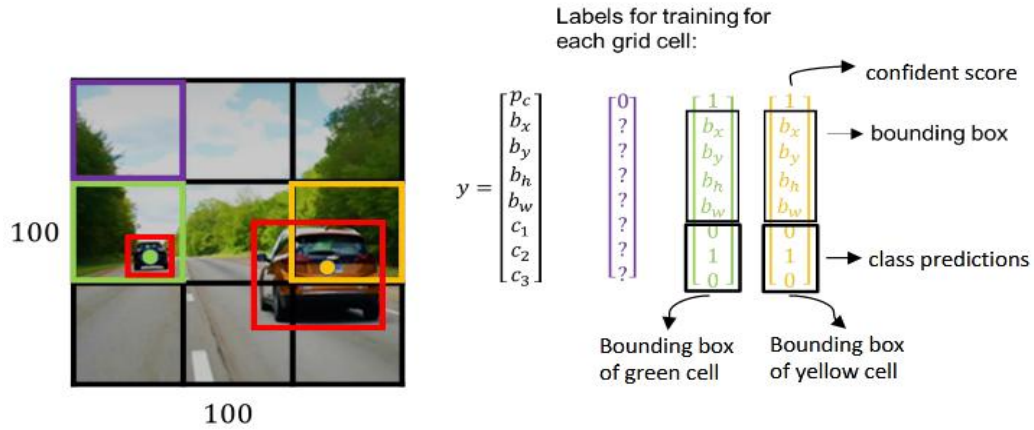 Labels for training for
each grid cell:
confident score
bounding box
class predictions
y =
p_c
b_x
b_y
b_h
b_w
c_1
c_2
c_3
0
?
?
?
?
?
?
?
1
b_x
b_y
b_h
b_w
0
1
0
1
b_x
b_y
b_h
b_w
0
1
0
100
100
Bounding box
of green cell
Bounding box
of yellow cell